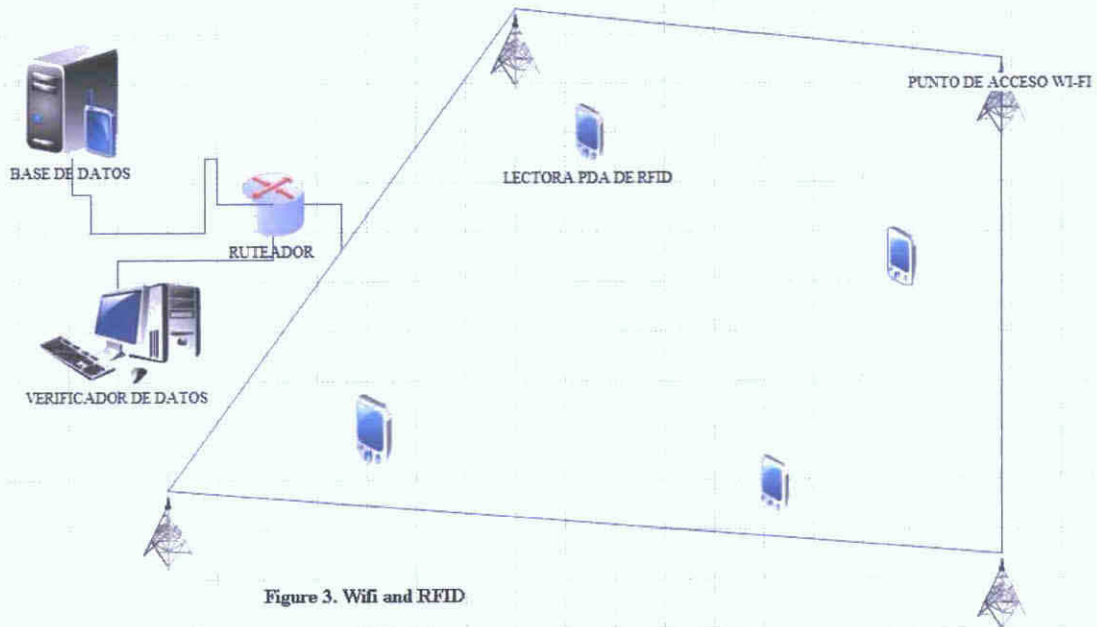 PUNTO DE ACCESO WI-FI
BASE DE DATOS
LECTORA PDA DE RFID
RUTEADOR
VERIFICADOR DE DATOS
Figure 3. Wifi and RFID